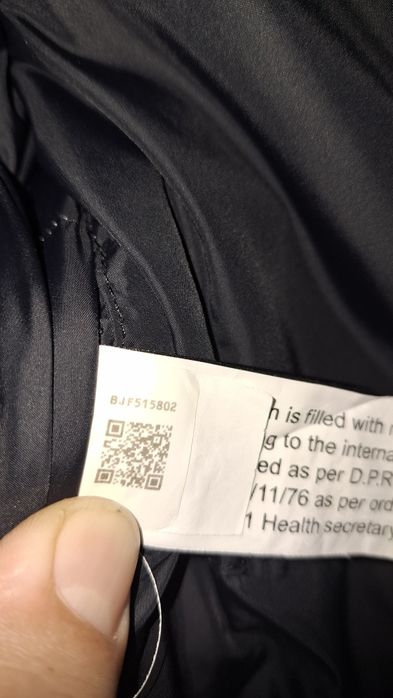 BJF515802
h is filled with
g to the interna
ed as per D.P.R
/11/76 as per ord
1 Health secretary